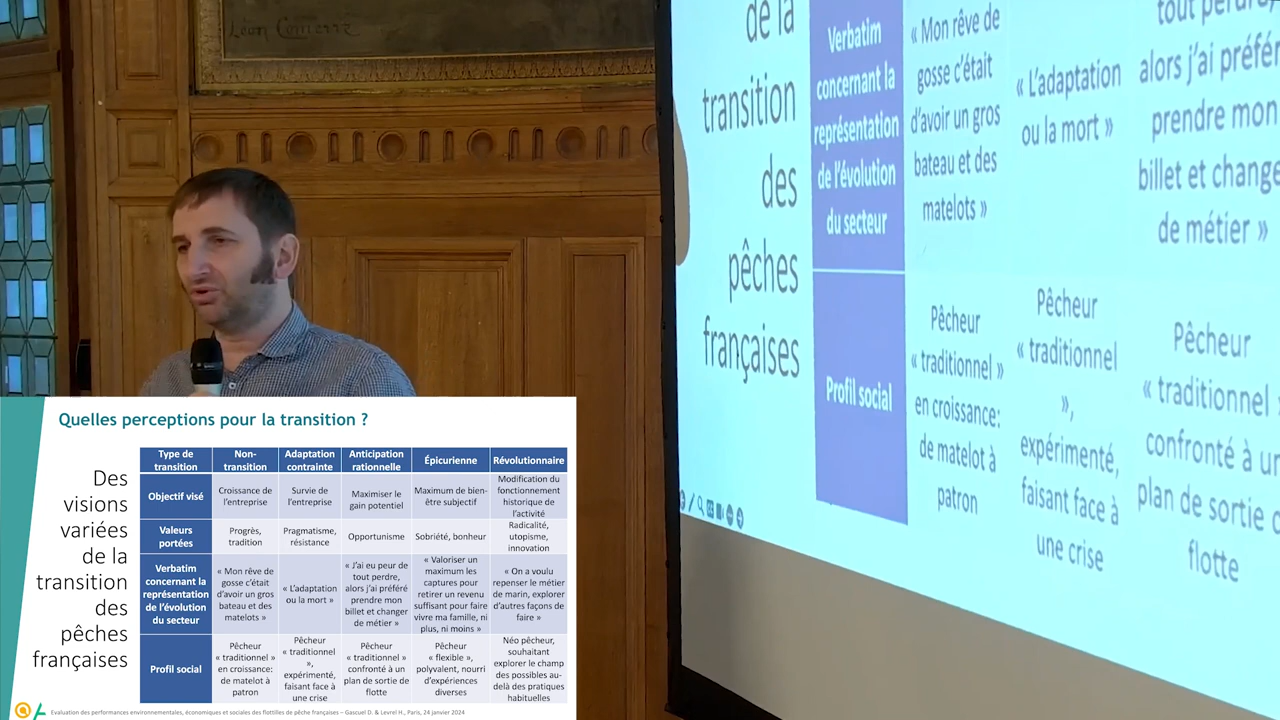 Léon Comerre
de la
transition
des
pêches
françaises
Verbatim
concernant la
représentation
de l'évolution
du secteur
« Mon rêve de
gosse c'était
d'avoir un gros
bateau et des
matelots »
« L'adaptation
ou la mort »
tout perdre,
alors j'ai préfér
prendre mon
billet et change
de métier »
Profil social
Pêcheur
« traditionnel »
en croissance:
de matelot à
patron
Pêcheur
« traditionnel
»,
expérimenté,
faisant face à
une crise
Pêcheur
« traditionnel
confronté à un
plan de sortie
flotte
Quelles perceptions pour la transition ?
Des
visions
variées
de la
transition
des
pêches
françaises
Type de
transition
Non-
transition
Adaptation
contrainte
Anticipation
rationnelle
Épicurienne
Révolutionnaire
Objectif visé
Croissance de
l'entreprise
Survie de
l'entreprise
Maximiser le
gain potentiel
Maximum de bien-
être subjectif
Modification du
fonctionnement
historique de
l'activité
Valeurs
portées
Progrès,
tradition
Pragmatisme,
résistance
Opportunisme
Sobriété, bonheur
Radicalité,
utopisme,
innovation
Verbatim
concernant la
représentation
de l'évolution
du secteur
« Mon rêve de
gosse c'était
d'avoir un gros
bateau et des
matelots »
« L'adaptation
ou la mort »
« J'ai eu peur de
tout perdre,
alors j'ai préféré
prendre mon
billet et changer
de métier »
« Valoriser un
maximum les
captures pour
retirer un revenu
suffisant pour faire
vivre ma famille, ni
plus, ni moins »
« On a voulu
repenser le métier
de marin, explorer
d'autres façons de
faire »
Profil social
Pêcheur
« traditionnel »
en croissance:
de matelot à
patron
Pêcheur
« traditionnel
»,
expérimenté,
faisant face à
une crise
Pêcheur
« traditionnel »
confronté à un
plan de sortie de
flotte
Pêcheur
« flexible »,
polyvalent, nourri
d'expériences
diverses
Néo pêcheur,
souhaitant
explorer le champ
des possibles au-
delà des pratiques
habituelles
Evaluation des performances environnementales, économiques et sociales des flottilles de pêche françaises – Gascuel D. & Levrel H., Paris, 24 janvier 2024